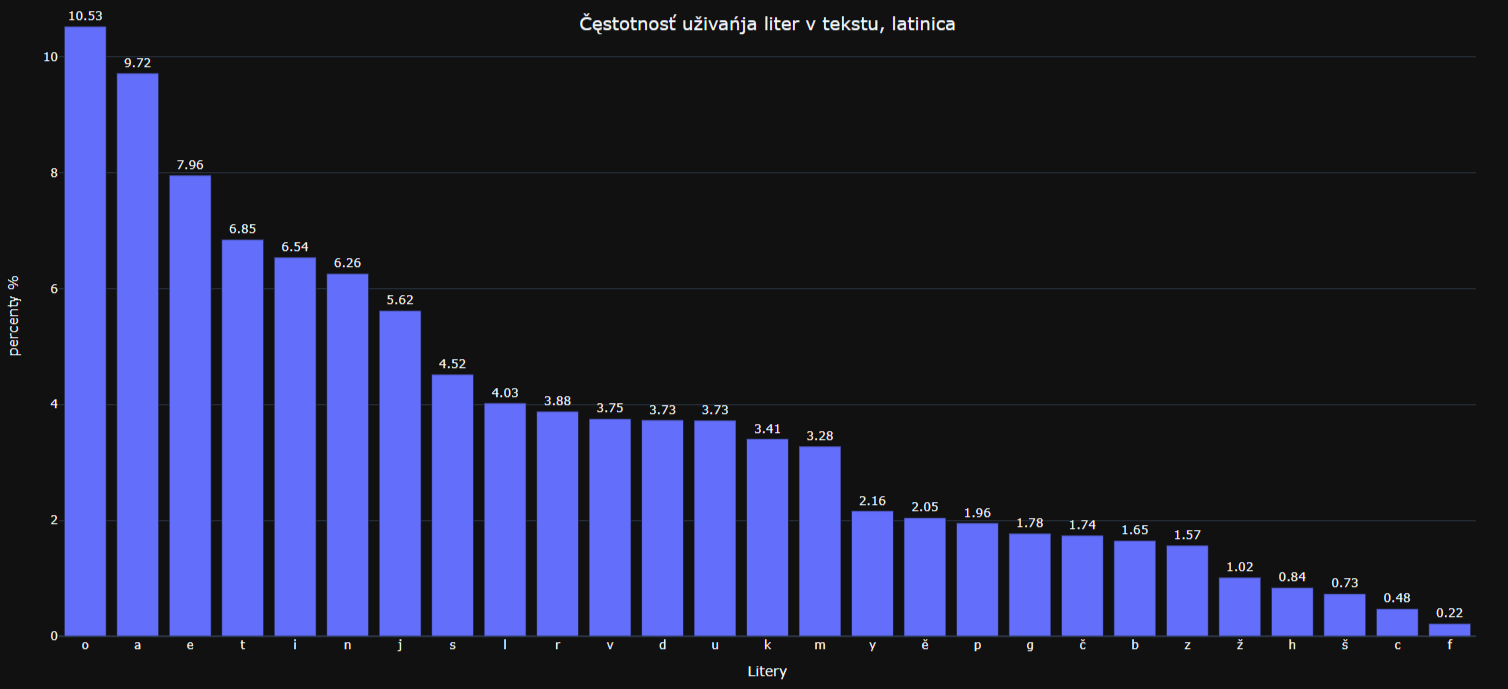 Čęstotnosť uživańja liter v tekstu, latinica
percenty %
10
8
6
4
2
0
10.53 9.72 7.96 6.85 6.54 6.26 5.62 4.52 4.03 3.88 3.75 3.73 3.73 3.41 3.28 2.16 2.05 1.96 1.78 1.74 1.65 1.57 1.02 0.84 0.73 0.48 0.22
o a e t i n j s l r v d u k m y ě p g č b z ž h š c f
Litery